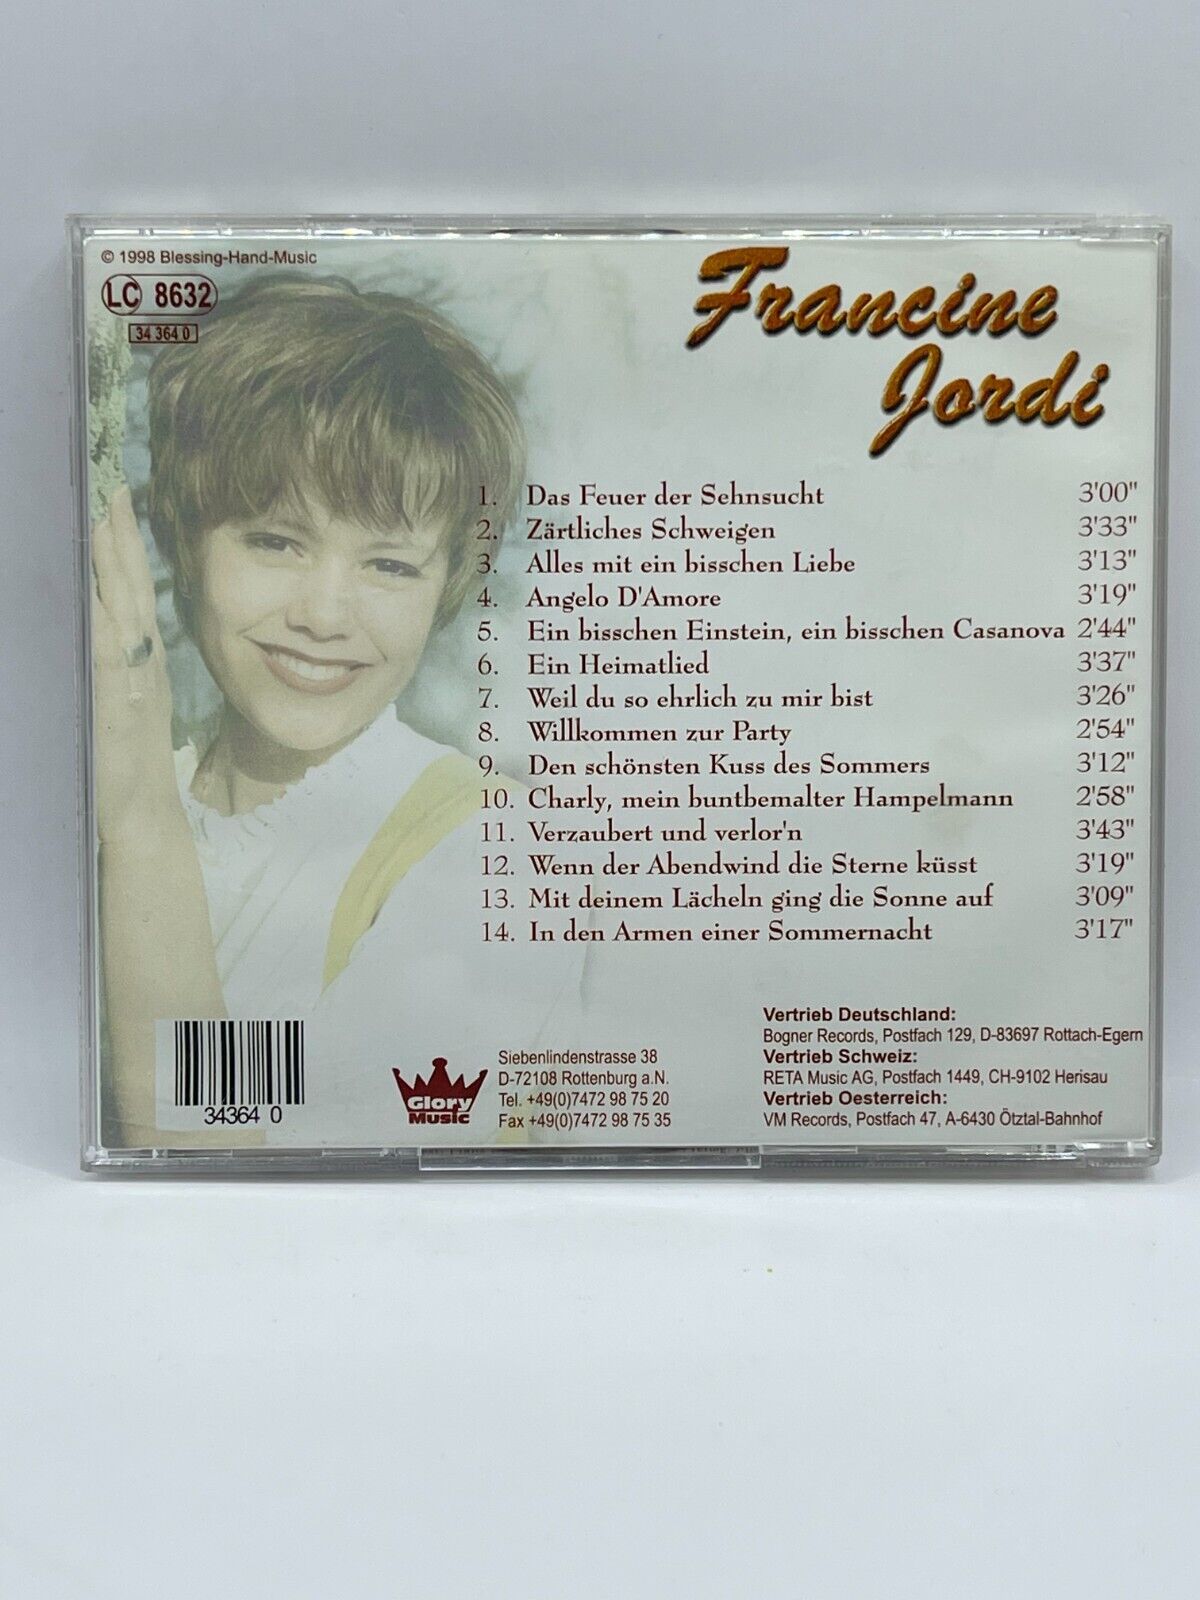 © 1998 Blessing-Hand-Music
LC 8632
34 364 0
Francine
Jordi
1. Das Feuer der Sehnsucht 3'00"
2. Zärtliches Schweigen 3'33"
3. Alles mit ein bisschen Liebe 3'13"
4. Angelo D'Amore 3'19"
5. Ein bisschen Einstein, ein bisschen Casanova 2'44"
6. Ein Heimatlied 3'37"
7. Weil du so ehrlich zu mir bist 3'26"
8. Willkommen zur Party 2'54"
9. Den schönsten Kuss des Sommers 3'12"
10. Charly, mein buntbemalter Hampelmann 2'58"
11. Verzaubert und verlor'n 3'43"
12. Wenn der Abendwind die Sterne küsst 3'19"
13. Mit deinem Lächeln ging die Sonne auf 3'09"
14. In den Armen einer Sommernacht 3'17"
34364 0
Glory
Music
Siebenlindenstrasse 38
D-72108 Rottenburg a.N.
Tel. +49(0)7472 98 75 20
Fax +49(0)7472 98 75 35
Vertrieb Deutschland:
Bogner Records, Postfach 129, D-83697 Rottach-Egern
Vertrieb Schweiz:
RETA Music AG, Postfach 1449, CH-9102 Herisau
Vertrieb Oesterreich:
VM Records, Postfach 47, A-6430 Ötztal-Bahnhof